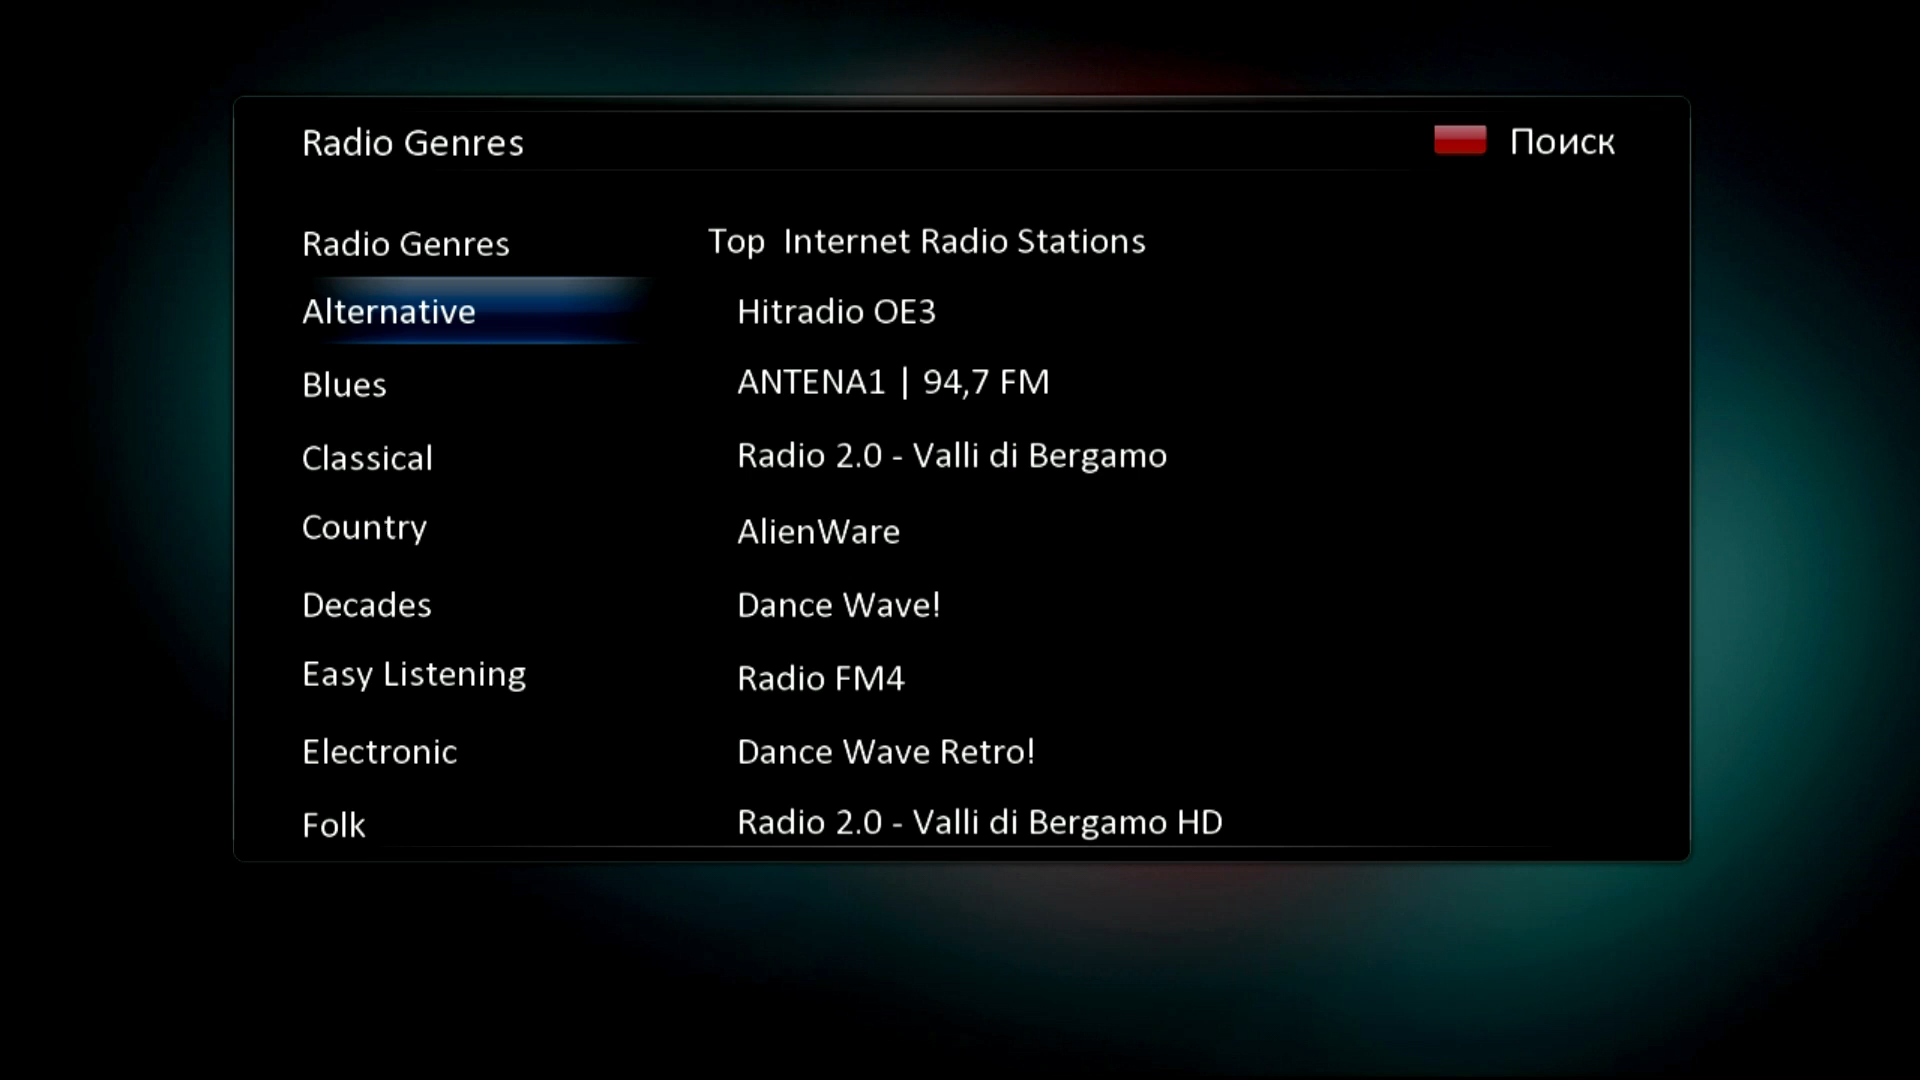 Radio Genres
Поиск
Radio Genres
Alternative
Blues
Classical
Country
Decades
Easy Listening
Electronic
Folk
Top  Internet Radio Stations
Hitradio OE3
ANTENA1 | 94,7 FM
Radio 2.0 - Valli di Bergamo
AlienWare
Dance Wave!
Radio FM4
Dance Wave Retro!
Radio 2.0 - Valli di Bergamo HD